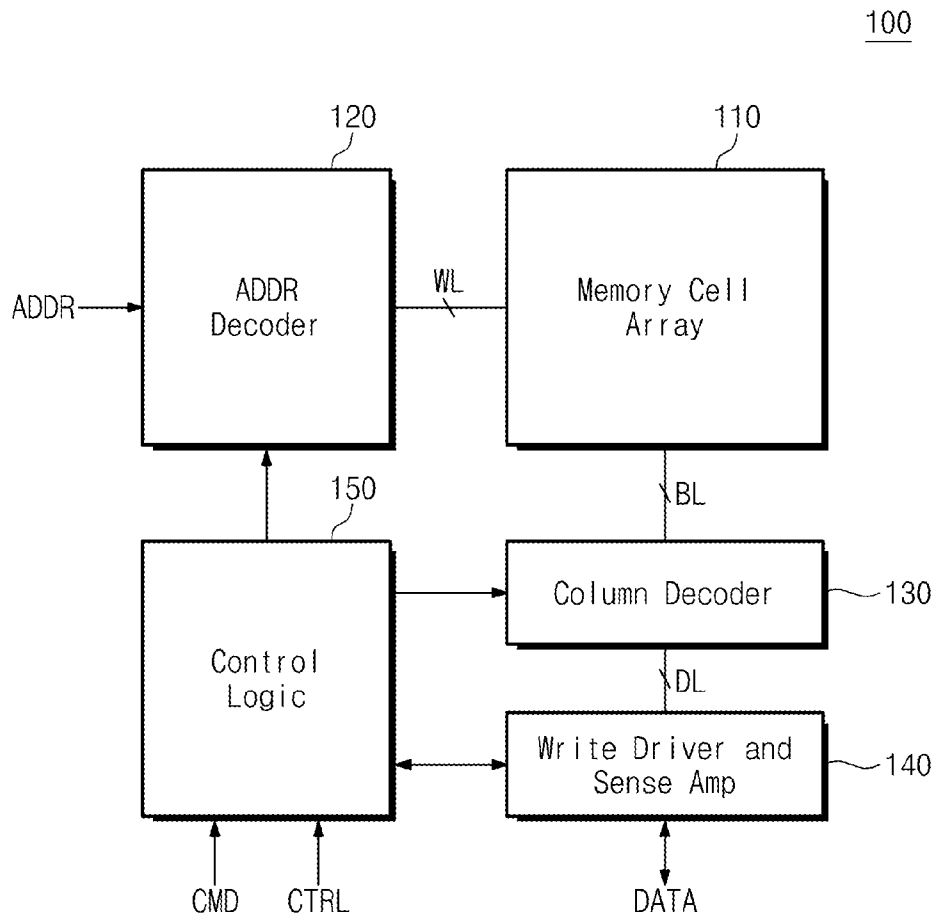 100
120
110
ADDR
ADDR
Decoder
WL
Memory Cell
Array
150
BL
Control
Logic
Column Decoder
130
DL
Write Driver and
Sense Amp
140
CMD
CTRL
DATA